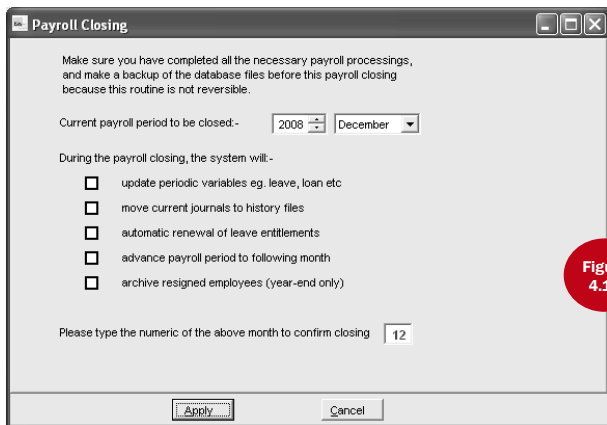 Payroll Closing
Make sure you have completed all the necessary payroll processings,
and make a backup of the database files before this payroll closing
because this routine is not reversible.
Current payroll period to be closed:- 2008 December
During the payroll closing, the system will:-
update periodic variables eg. leave, loan etc
move current journals to history files
automatic renewal of leave entitlements
advance payroll period to following month
archive resigned employees (year-end only)
Please type the numeric of the above month to confirm closing 12
Apply Cancel